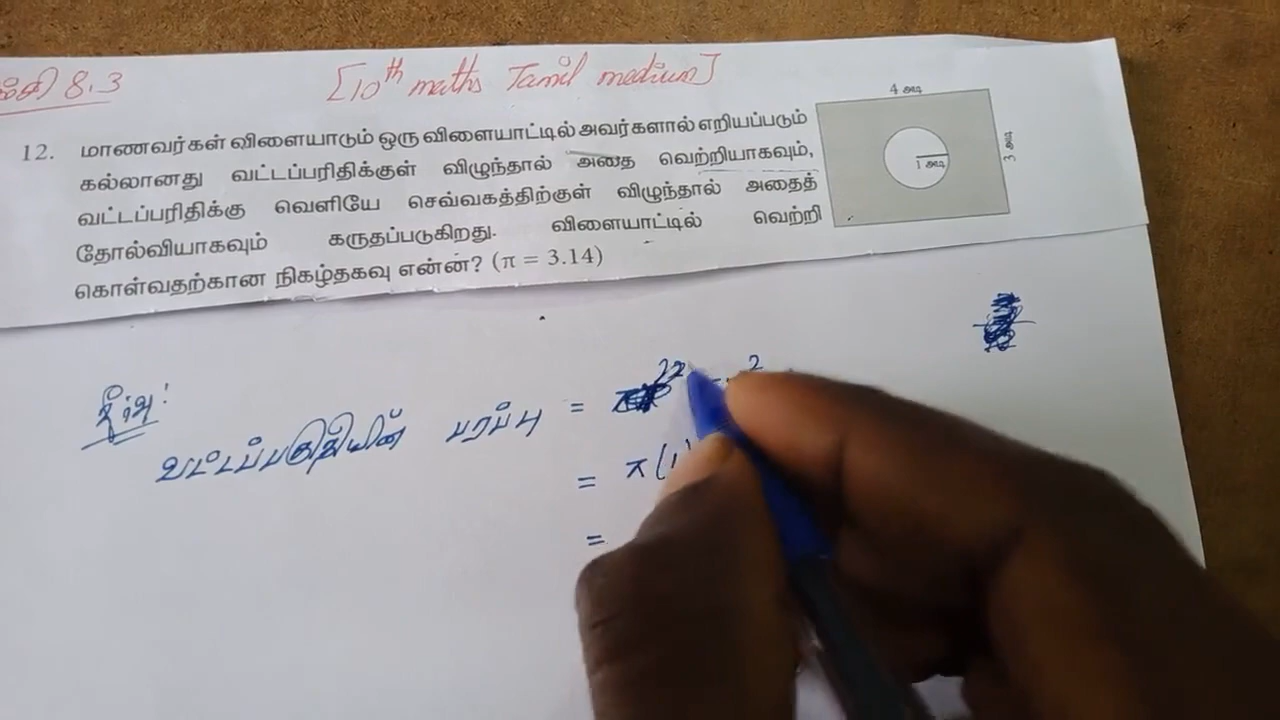 8.3 [10th maths Tamil medium]
12. மாணவர்கள் விளையாடும் ஒரு விளையாட்டில் அவர்களால் எறியப்படும்
கல்லானது வட்டப்பரிதிக்குள் விழுந்தால் அதை வெற்றியாகவும்,
வட்டப்பரிதிக்கு வெளியே செவ்வகத்திற்குள் விழுந்தால் அதைத்
தோல்வியாகவும் கருதப்படுகிறது. விளையாட்டில் வெற்றி
கொள்வதற்கான நிகழ்தகவு என்ன? (π = 3.14)
4 அடி
3 அடி
1 அடி
தீர்வு:
வட்டப்பகுதியின் பரப்பு = 2
= π(1)
=